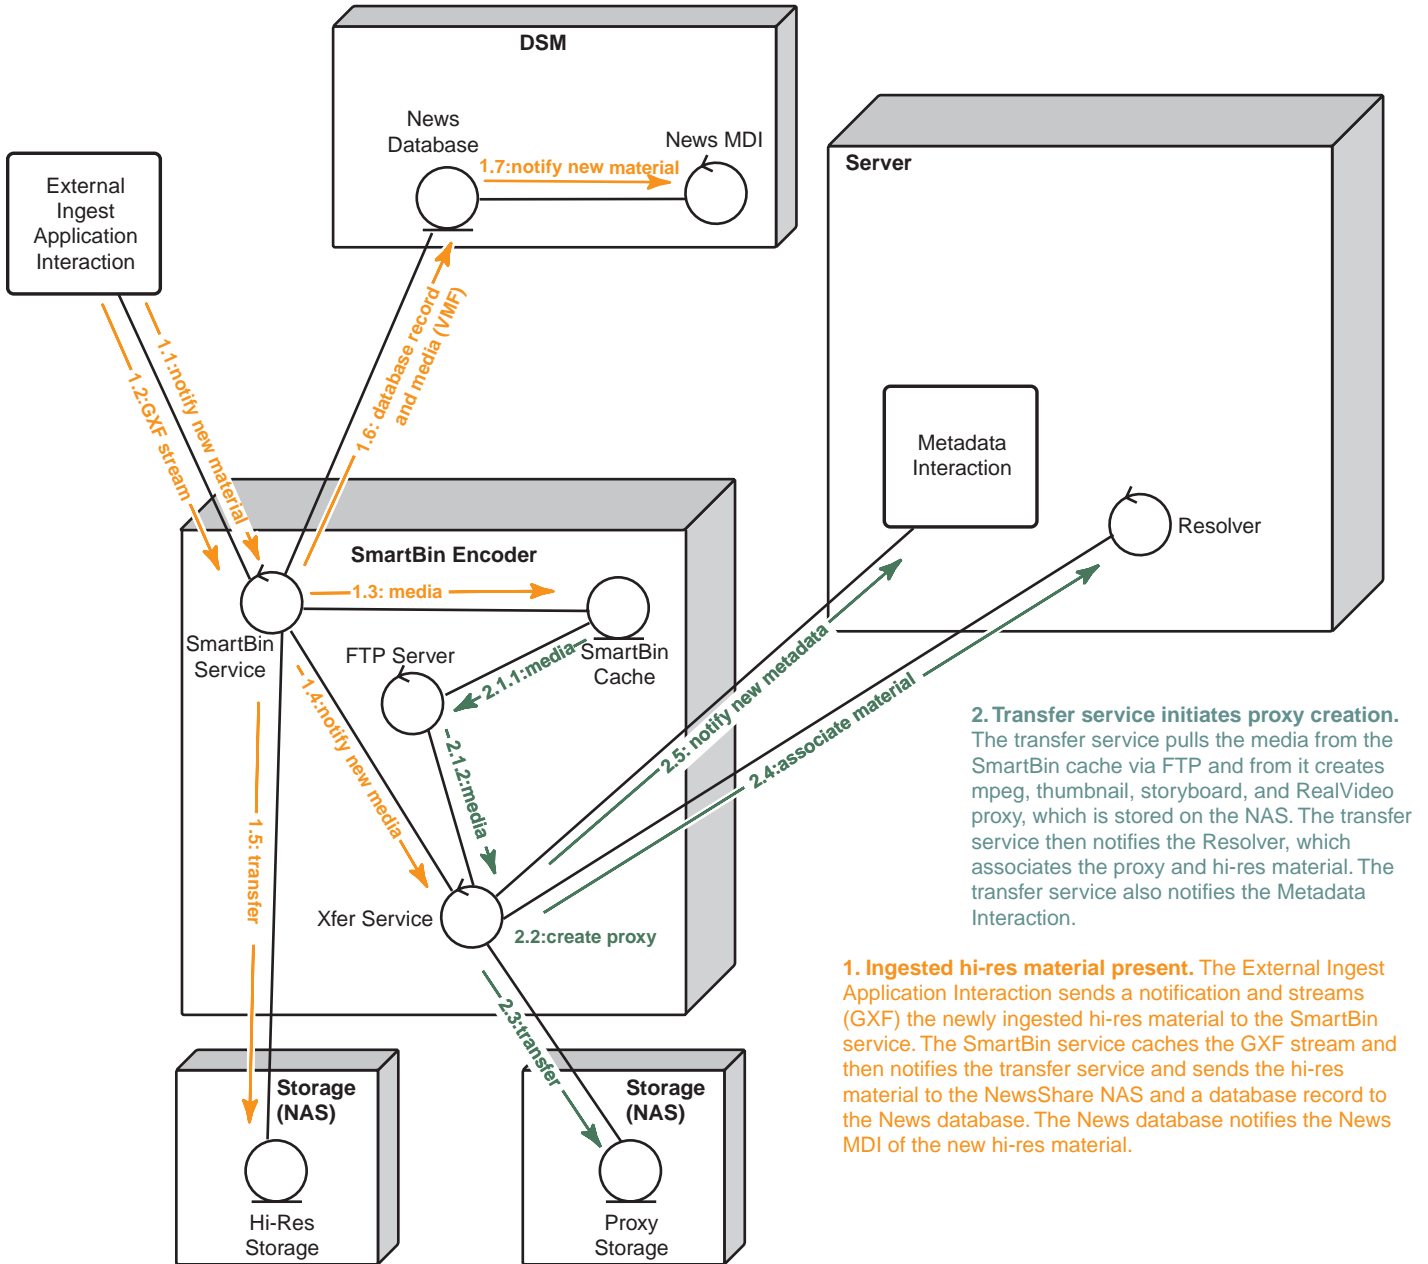 DSM
News
Database
News MDI
1.7:notify new material
Server
External
Ingest
Application
Interaction
1.1:notify new material
1.2:GXF stream
1.6: database record
and media (VMF)
Metadata
Interaction
Resolver
SmartBin Encoder
1.3: media
SmartBin
Service
FTP Server
SmartBin
Cache
2.1.1:media
1.4:notify new media
2.1.2:media
2.5: notify new metadata
2.4:associate material
1.5: transfer
Xfer Service
2.2:create proxy
2.3:transfer
2. Transfer service initiates proxy creation.
The transfer service pulls the media from the
SmartBin cache via FTP and from it creates
mpeg, thumbnail, storyboard, and RealVideo
proxy, which is stored on the NAS. The transfer
service then notifies the Resolver, which
associates the proxy and hi-res material. The
transfer service also notifies the Metadata
Interaction.
1. Ingested hi-res material present. The External Ingest
Application Interaction sends a notification and streams
(GXF) the newly ingested hi-res material to the SmartBin
service. The SmartBin service caches the GXF stream and
then notifies the transfer service and sends the hi-res
material to the NewsShare NAS and a database record to
the News database. The News database notifies the News
MDI of the new hi-res material.
Storage
(NAS)
Hi-Res
Storage
Storage
(NAS)
Proxy
Storage